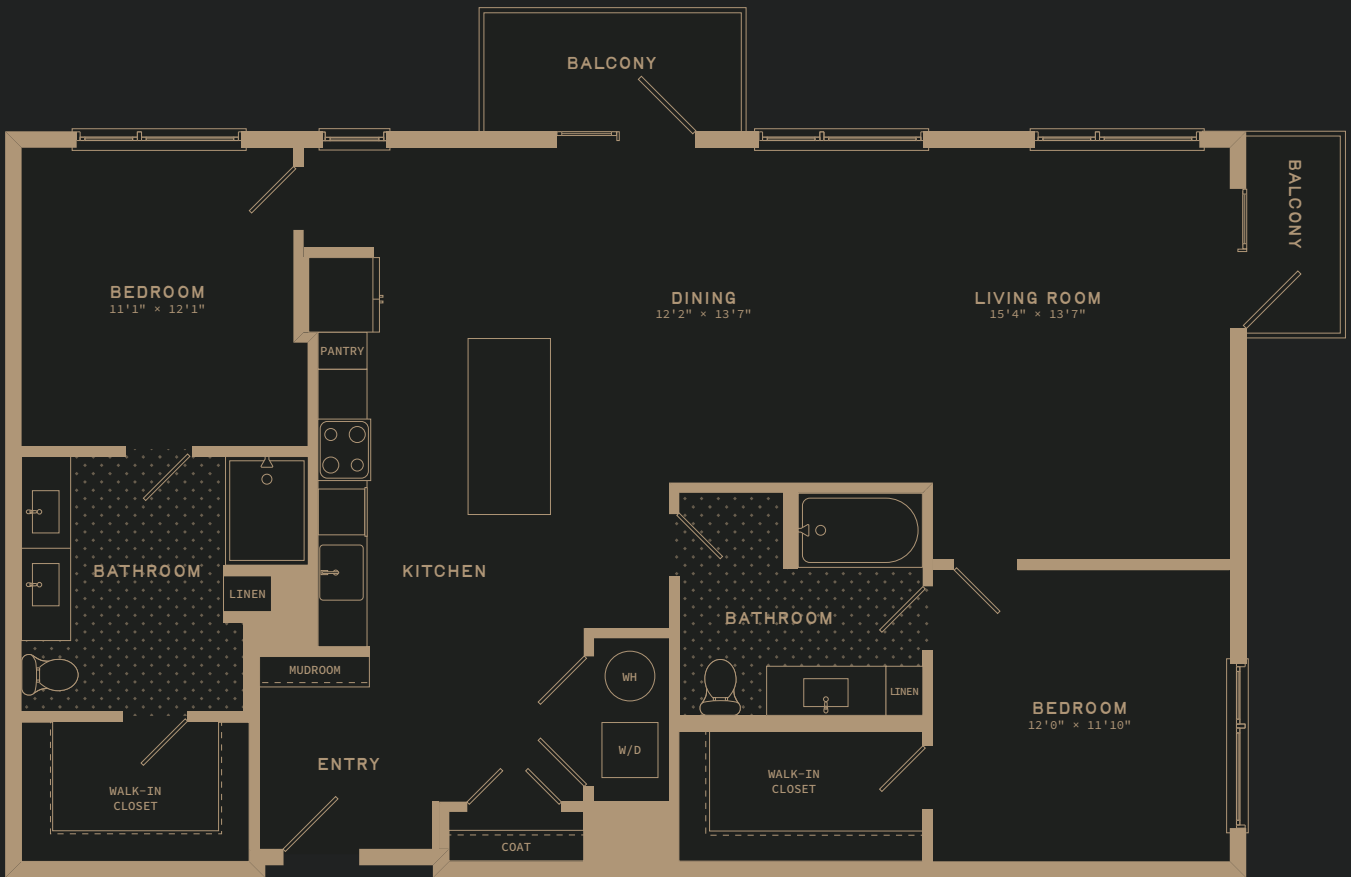 BALCONY
BALCONY
BEDROOM
11'1" × 12'1"
DINING
12'2" × 13'7"
LIVING ROOM
15'4" × 13'7"
PANTRY
BATHROOM
KITCHEN
LINEN
BATHROOM
MUDROOM
WH
LINEN
BEDROOM
12'0" × 11'10"
W/D
ENTRY
WALK-IN
CLOSET
WALK-IN
CLOSET
COAT